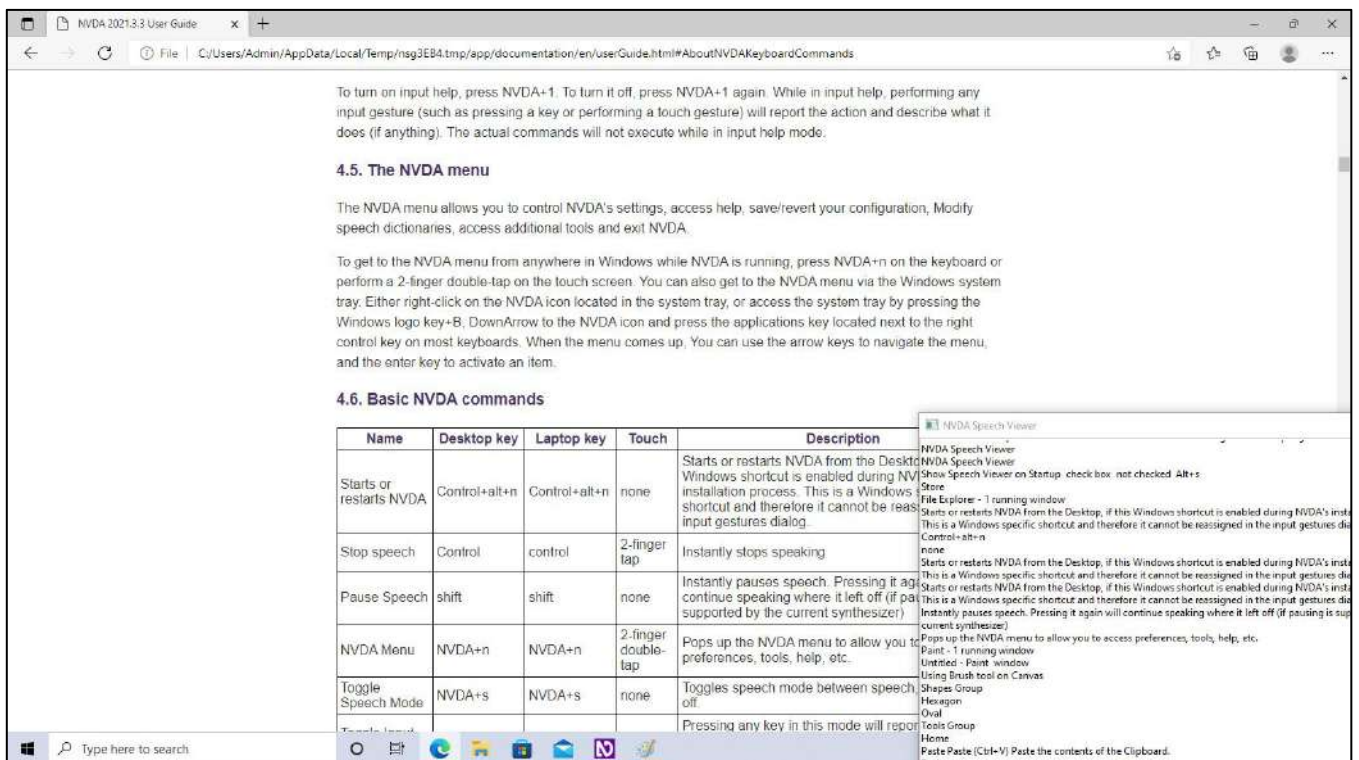 NVDA 2021.3.3 User Guide
File C:/Users/Admin/AppData/Local/Temp/nsg3EB4.tmp/app/documentation/en/userGuide.html#AboutNVDAKeyboardCommands
To turn on input help, press NVDA+1. To turn it off, press NVDA+1 again. While in input help, performing any
input gesture (such as pressing a key or performing a touch gesture) will report the action and describe what it
does (if anything). The actual commands will not execute while in input help mode.
4.5. The NVDA menu
The NVDA menu allows you to control NVDA's settings, access help, save/revert your configuration, Modify
speech dictionaries, access additional tools and exit NVDA.
To get to the NVDA menu from anywhere in Windows while NVDA is running, press NVDA+n on the keyboard or
perform a 2-finger double-tap on the touch screen. You can also get to the NVDA menu via the Windows system
tray. Either right-click on the NVDA icon located in the system tray, or access the system tray by pressing the
Windows logo key+B, DownArrow to the NVDA icon and press the applications key located next to the right
control key on most keyboards. When the menu comes up, You can use the arrow keys to navigate the menu,
and the enter key to activate an item.
4.6. Basic NVDA commands
Name Desktop key Laptop key Touch Description
Starts or
restarts NVDA
Control+alt+n
Control+alt+n
none
Starts or restarts NVDA from the
Windows shortcut is enabled during
installation process. This is a Windows
shortcut and therefore it cannot be
input gestures dialog.
Stop speech
Control
control
2-finger
tap
Instantly stops speaking
Pause Speech
shift
shift
none
Instantly pauses speech. Pressing it
continue speaking where it left off (if
supported by the current synthesizer)
NVDA Menu
NVDA+n
NVDA+n
2-finger
double-
tap
Pops up the NVDA menu to allow you
preferences, tools, help, etc.
Toggle
Speech Mode
NVDA+s
NVDA+s
none
Toggles speech mode between speech,
off.
Pressing any key in this mode will
NVDA Speech Viewer
NVDA Speech Viewer
NVDA Speech Viewer
Show Speech Viewer on Startup check box not checked Alt+s
Store
File Explorer - 1 running window
Starts or restarts NVDA from the Desktop, if this Windows shortcut is enabled during NVDA's
This is a Windows specific shortcut and therefore it cannot be reassigned in the input gestures
Control+alt+n
none
Starts or restarts NVDA from the Desktop, if this Windows shortcut is enabled during NVDA's
This is a Windows specific shortcut and therefore it cannot be reassigned in the input gestures
Starts or restarts NVDA from the Desktop, if this Windows shortcut is enabled during NVDA's
This is a Windows specific shortcut and therefore it cannot be reassigned in the input gestures
Instantly pauses speech. Pressing it again will continue speaking where it left off (if pausing is
current synthesizer)
Pops up the NVDA menu to allow you to access preferences, tools, help, etc.
Paint - 1 running window
Untitled - Paint window
Using Brush tool on Canvas
Shapes Group
Hexagon
Oval
Tools Group
Home
Paste Paste (Ctrl+V) Paste the contents of the Clipboard.
Type here to search